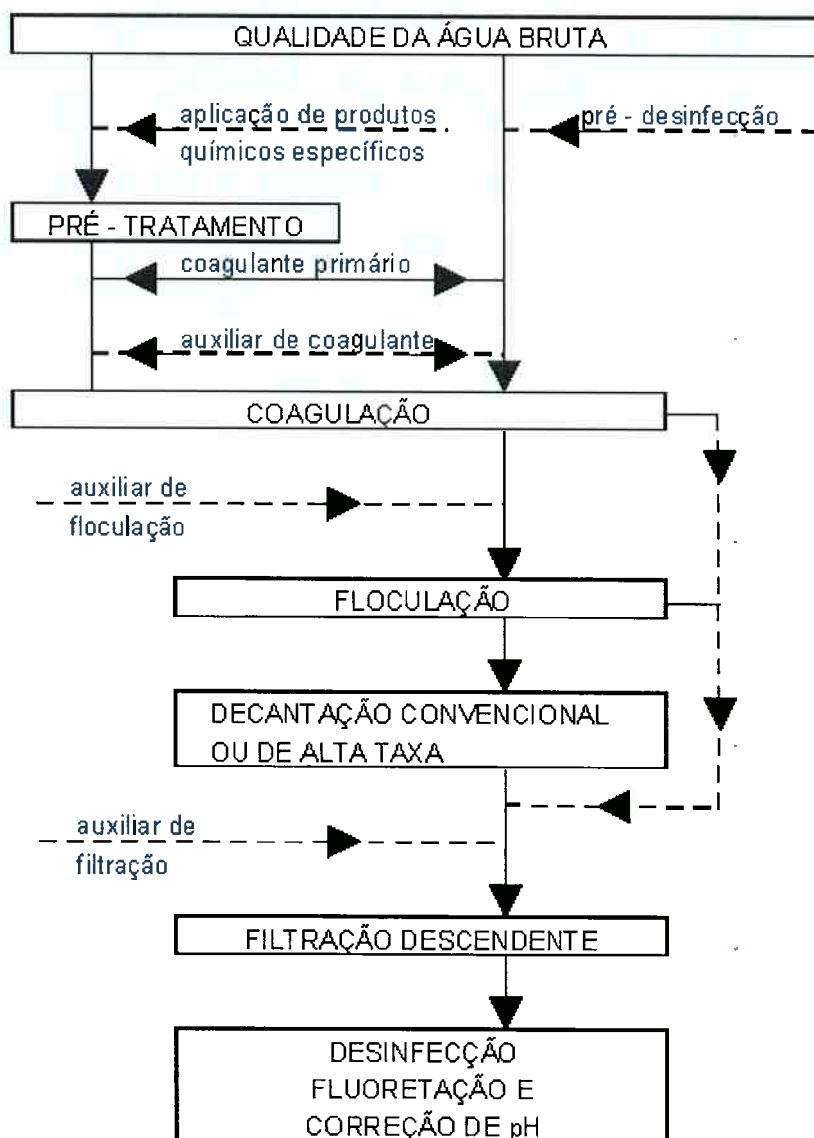 QUALIDADE DA ÁGUA BRUTA
aplicação de produtos
químicos específicos
pré - desinfecção
PRÉ - TRATAMENTO
coagulante primário
auxiliar de coagulante
COAGULAÇÃO
auxiliar de
floculação
FLOCULAÇÃO
DECANTAÇÃO CONVENCIONAL
OU DE ALTA TAXA
auxiliar de
filtração
FILTRAÇÃO DESCENDENTE
DESINFECÇÃO
FLUORETAÇÃO E
CORREÇÃO DE pH